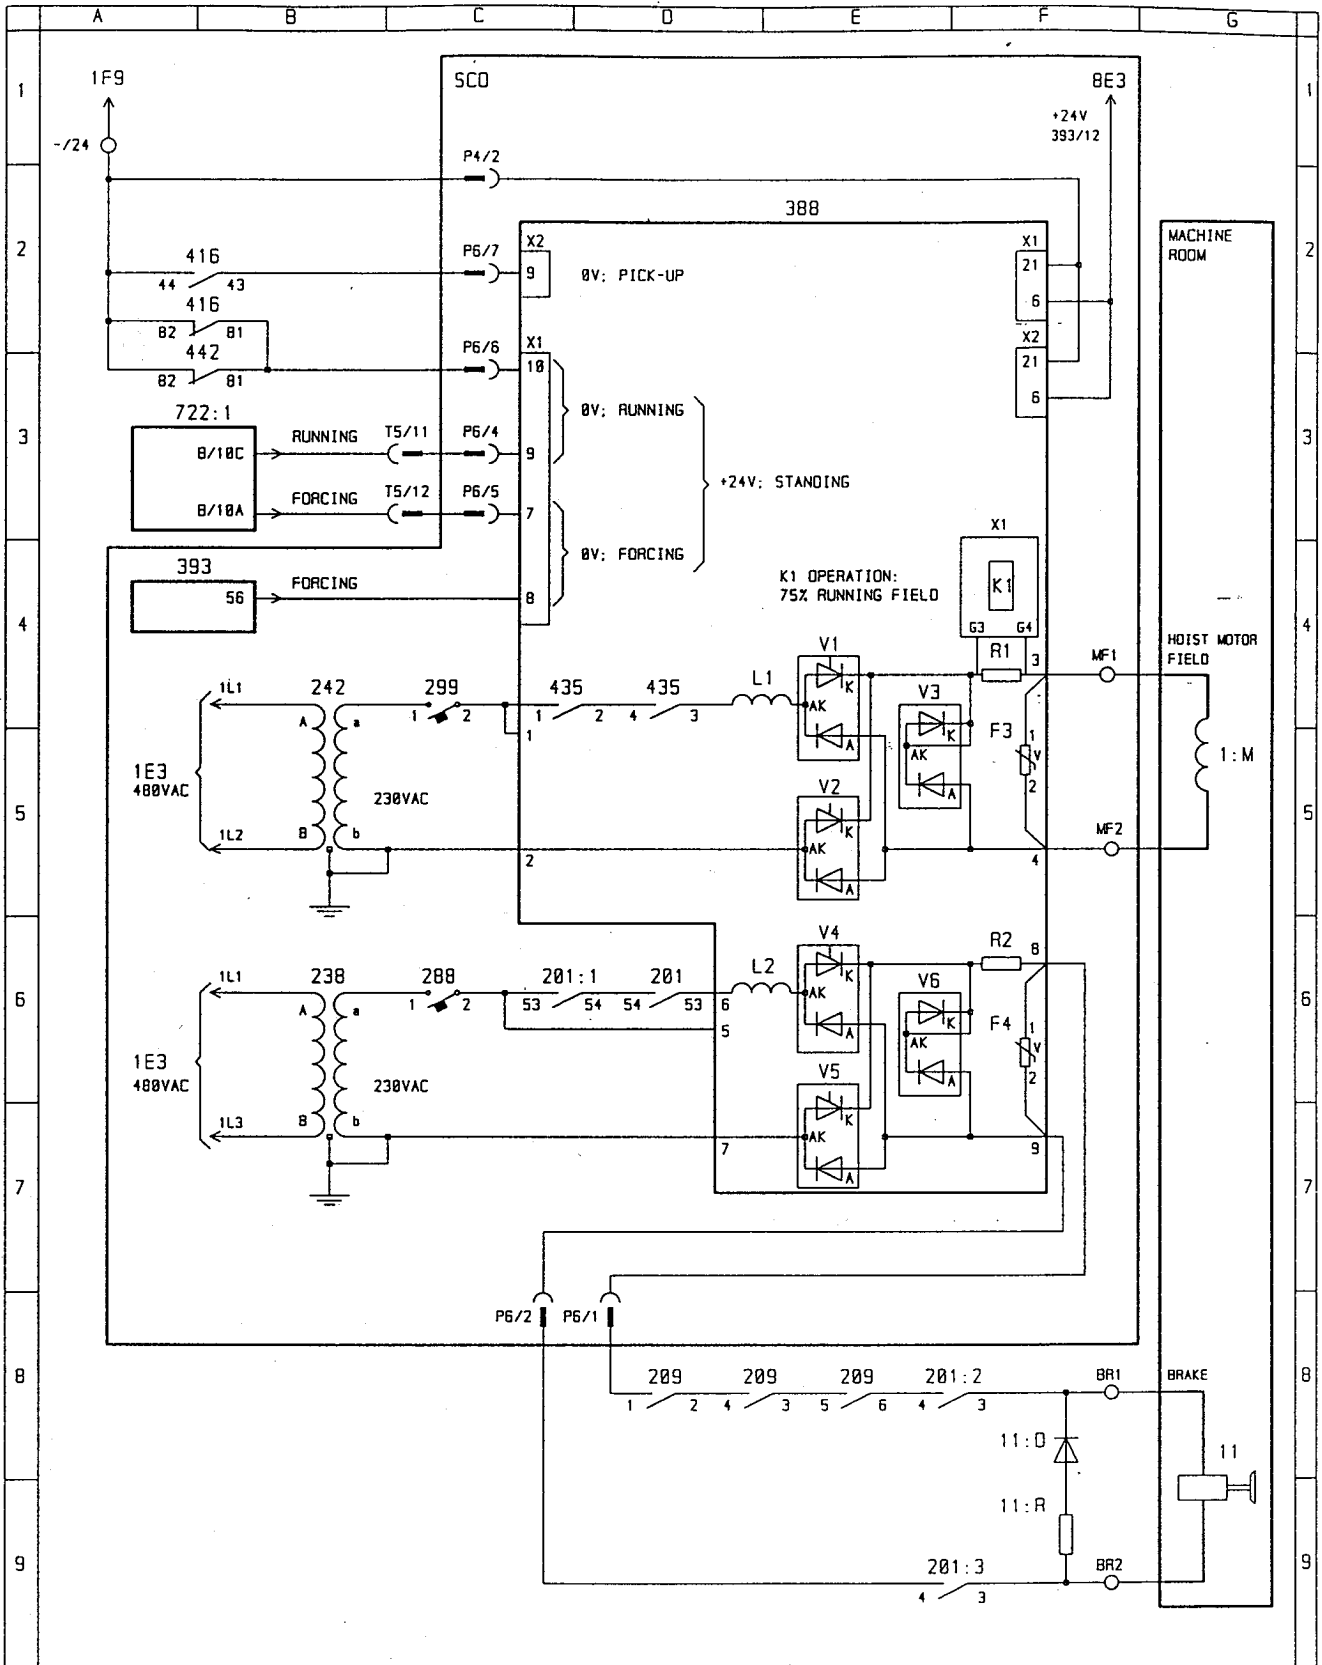 A B C D E F G
1 1F9 SCO 8E3 1
+24V
393/12
-/24
P4/2
388
2 416 P6/7 X2 X1 MACHINE ROOM 2
44 43 9 0V; PICK-UP 21
416 6
82 81 X2
442 P6/6 X1 21
82 81 10 6
722:1 0V; RUNNING
3 B/10C RUNNING T5/11 P6/4 9 3
+24V; STANDING
B/10A FORCING T5/12 P6/5 7
X1
393 0V; FORCING
56 FORCING 8 K1 OPERATION: K1
75% RUNNING FIELD
4 G3 G4 4
V1 R1 3 MF1 HOIST MOTOR
FIELD
1L1 242 299 435 435 L1 K V3
A a 1 2 1 2 4 3 AK K
1 A AK F3 1
1E3 V
480VAC V2 A 2 1:M
5 230VAC K 5
1L2 B b 2 AK 4 MF2
A
V4 R2 8
1L1 238 288 201:1 201 L2 K V6
6 A a 1 2 53 54 54 53 6 AK K 6
5 A AK F4 1
1E3 V5 V
480VAC 230VAC A 2
1L3 B b K
7 AK 9
7 A 7
P6/2 P6/1
8 209 209 209 201:2 BR1 BRAKE 8
1 2 4 3 5 6 4 3
11:D 11
11:R
9 201:3 BR2 9
4 3